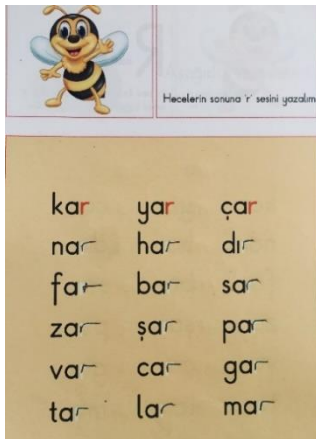 Hecelerin sonuna 'r' sesini yazalım
kar yar çar
nar har dır
far bar sar
zar şar par
var car gar
tar lar mar